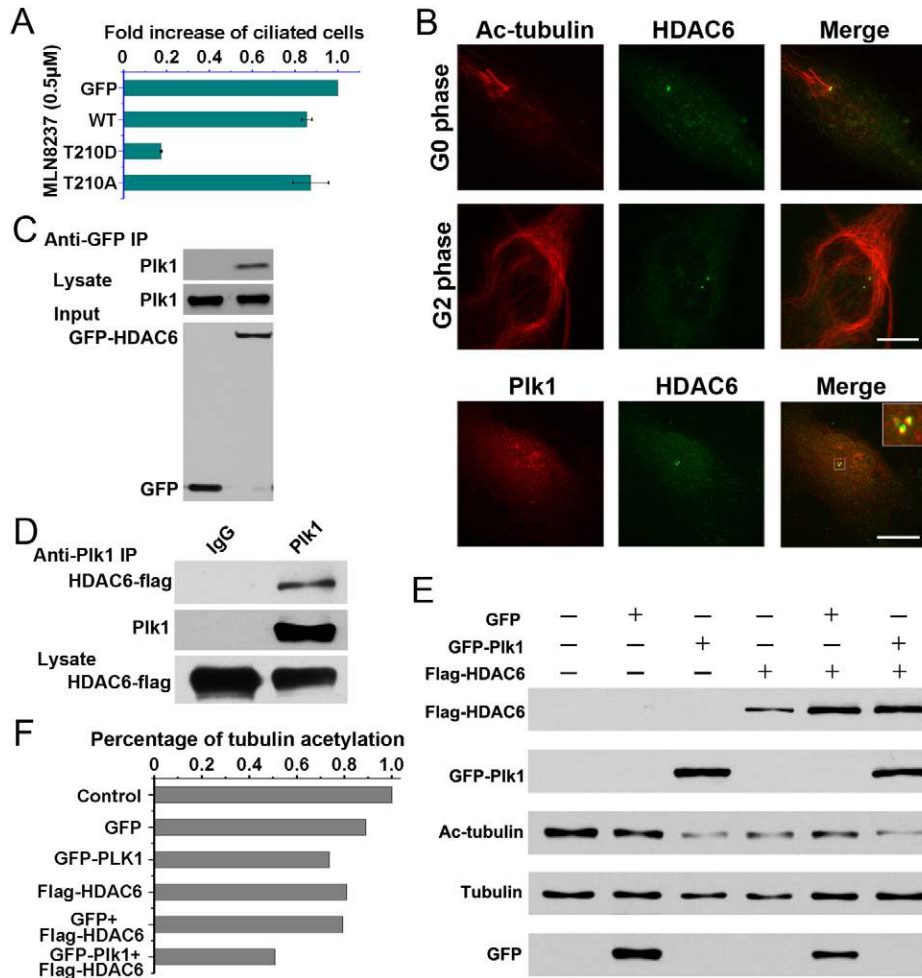 A
Fold increase of ciliated cells
0 0.2 0.4 0.6 0.8 1.0
MLN8237 (0.5μM)
GFP
WT
T210D
T210A
B
Ac-tubulin HDAC6 Merge
G0 phase
G2 phase
Plk1 HDAC6 Merge
C
Anti-GFP IP
Plk1
Lysate
Plk1
Input
GFP-HDAC6
GFP
D
Anti-Plk1 IP
IgG Plk1
HDAC6-flag
Plk1
Lysate
HDAC6-flag
E
GFP − + − − + −
GFP-Plk1 − − + − − +
Flag-HDAC6 − − − + + +
Flag-HDAC6
GFP-Plk1
Ac-tubulin
Tubulin
GFP
F
Percentage of tubulin acetylation
0 0.2 0.4 0.6 0.8 1.0
Control
GFP
GFP-PLK1
Flag-HDAC6
GFP+
Flag-HDAC6
GFP-Plk1+
Flag-HDAC6